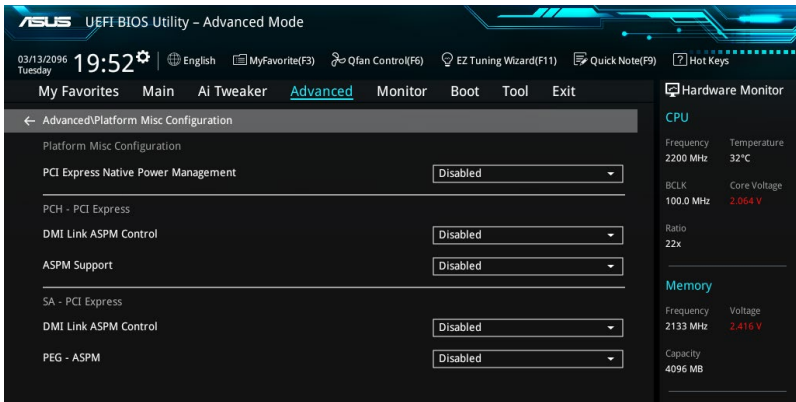 ASUS UEFI BIOS Utility – Advanced Mode
03/13/2096 Tuesday 19:52 English MyFavorite(F3) Qfan Control(F6) EZ Tuning Wizard(F11) Quick Note(F9) ? Hot Keys
My Favorites Main Ai Tweaker Advanced Monitor Boot Tool Exit
← Advanced\Platform Misc Configuration
Platform Misc Configuration
PCI Express Native Power Management Disabled
PCH - PCI Express
DMI Link ASPM Control Disabled
ASPM Support Disabled
SA - PCI Express
DMI Link ASPM Control Disabled
PEG - ASPM Disabled
Hardware Monitor
CPU
Frequency Temperature
2200 MHz 32°C
BCLK Core Voltage
100.0 MHz 2.064 V
Ratio
22x
Memory
Frequency Voltage
2133 MHz 2.416 V
Capacity
4096 MB